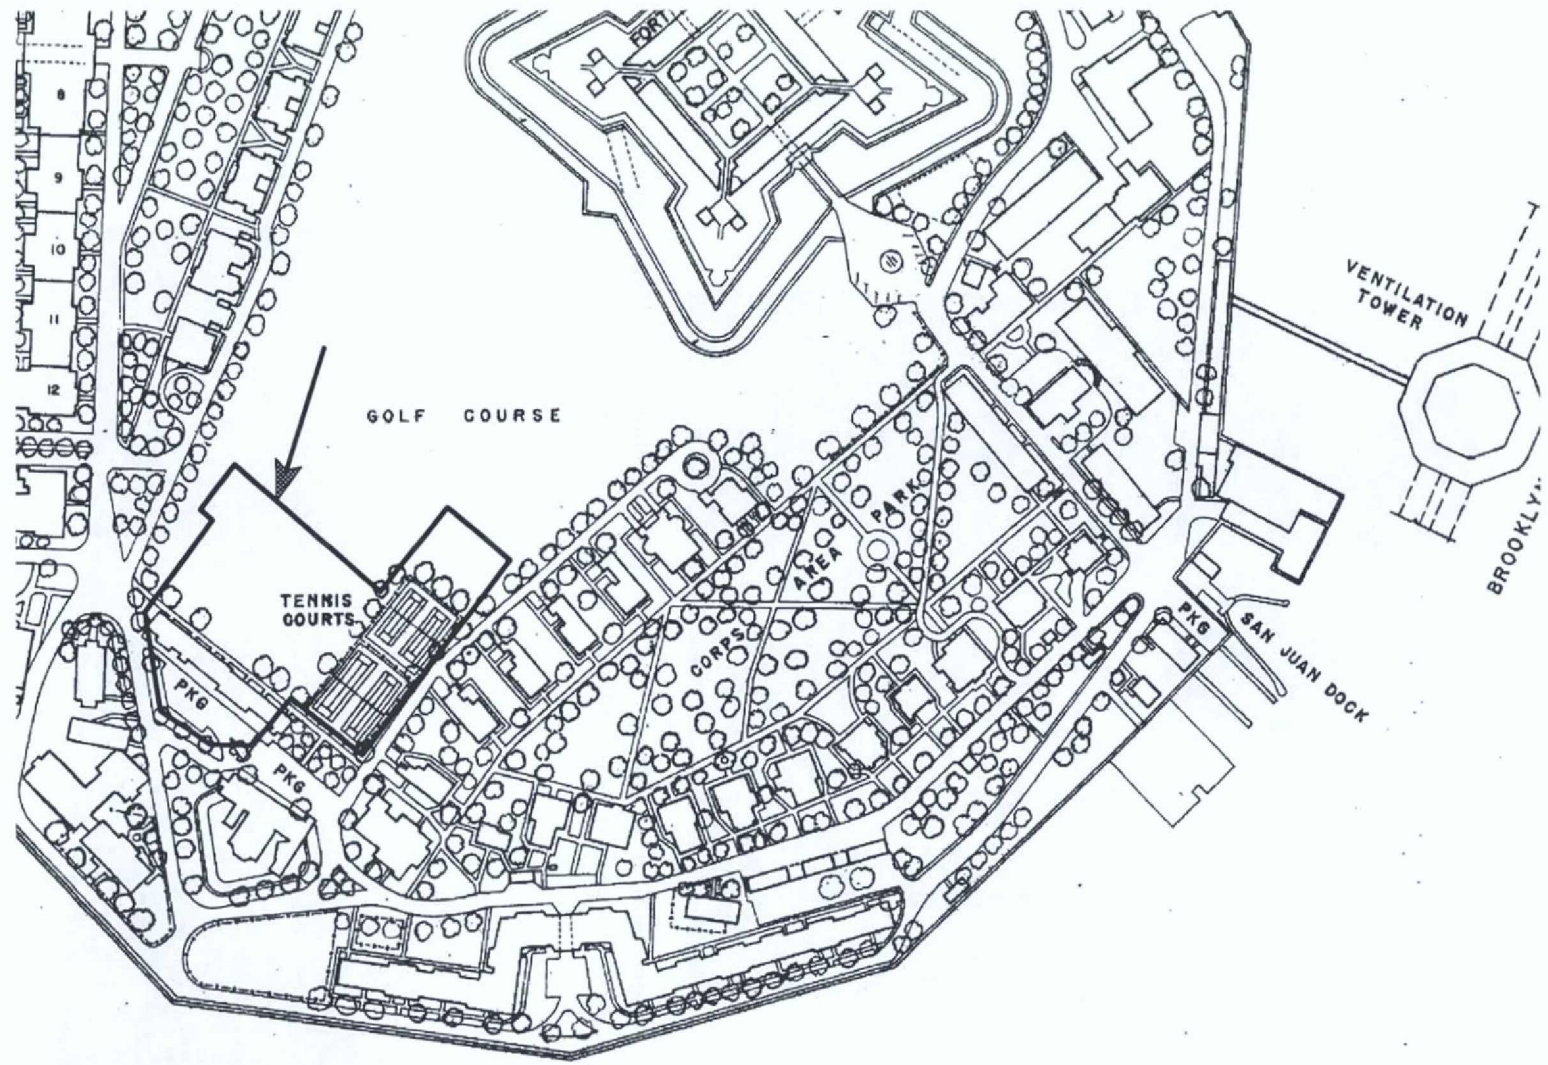 FORT
8
9
10
11
12
GOLF COURSE
VENTILATION
TOWER
PARK
AREA
CORPS
TENNIS
COURTS
PKG
PKG
PKG
SAN JUAN DOCK
BROOKLYN